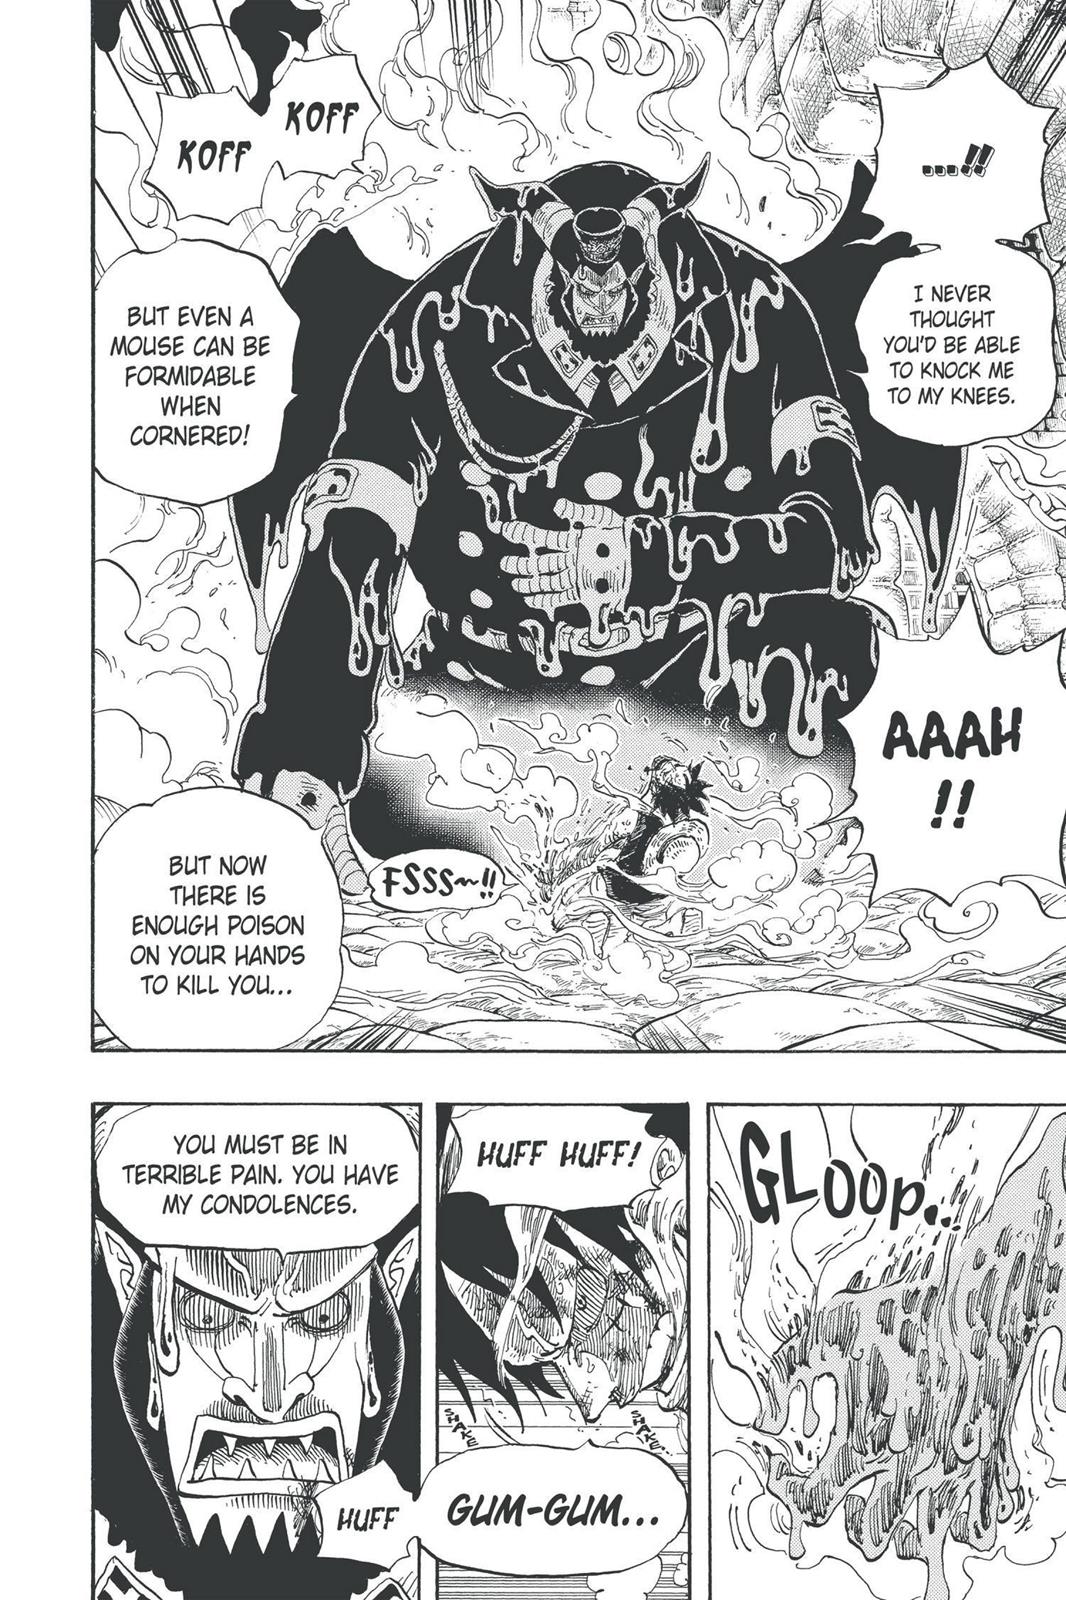 ...!!
I NEVER
THOUGHT
YOU'D BE ABLE
TO KNOCK ME
TO MY KNEES.
KOFF
KOFF
BUT EVEN A
MOUSE CAN BE
FORMIDABLE
WHEN
CORNERED!
AAAH
!!
FSSS~!!
BUT NOW
THERE IS
ENOUGH POISON
ON YOUR HANDS
TO KILL YOU...
GLOOP...
HUFF HUFF!
SHAKE
SHAKE
GUM-GUM...
YOU MUST BE IN
TERRIBLE PAIN. YOU HAVE
MY CONDOLENCES.
HUFF